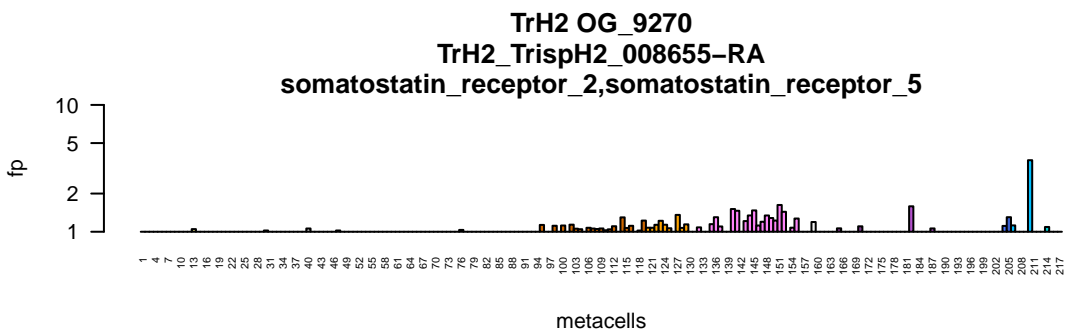 TrH2 OG_9270
TrH2_TrispH2_008655−RA
somatostatin_receptor_2,somatostatin_receptor_5
10
5
2
1
fp
1 4 7 10 13 16 19 22 25 28 31 34 37 40 43 46 49 52 55 58 61 64 67 70 73 76 79 82 85 88 91 94 97 100 103 106 109 112 115 118 121 124 127 130 133 136 139 142 145 148 151 154 157 160 163 166 169 172 175 178 181 184 187 190 193 196 199 202 205 208 211 214 217
metacells